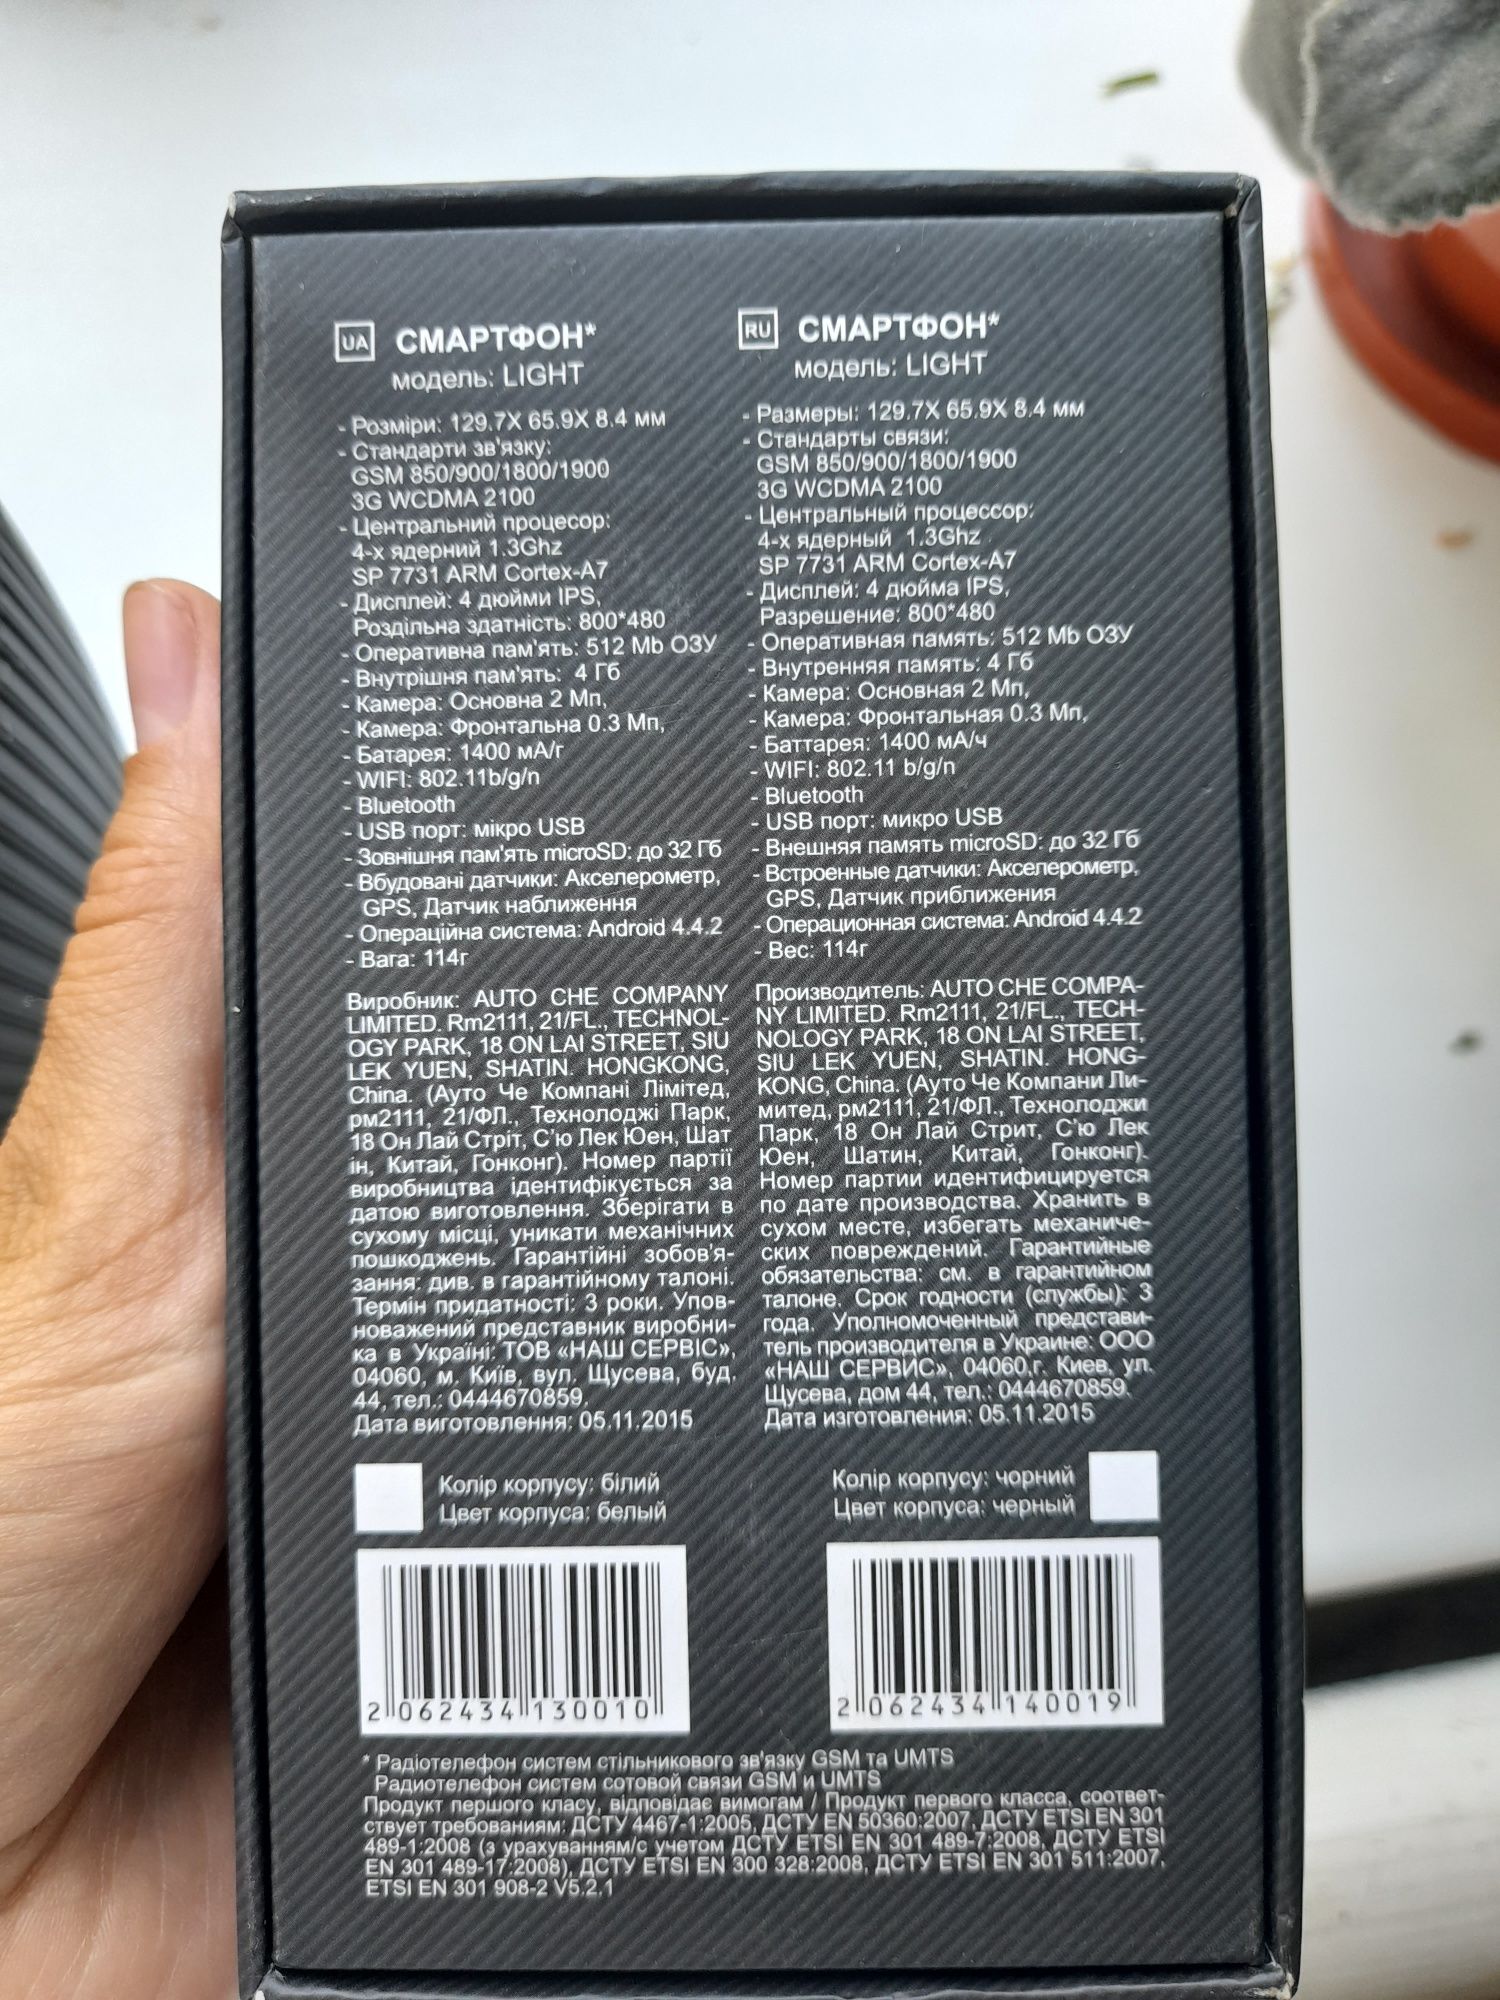 UA СМАРТФОН*
модель: LIGHT
- Розміри: 129.7X 65.9X 8.4 мм
- Стандарти зв'язку:
GSM 850/900/1800/1900
3G WCDMA 2100
- Центральний процесор:
4-х ядерний 1.3Ghz
SP 7731 ARM Cortex-A7
- Дисплей: 4 дюйми IPS,
Роздільна здатність: 800*480
- Оперативна пам'ять: 512 Mb ОЗУ
- Внутрішня пам'ять: 4 Гб
- Камера: Основна 2 Мп,
- Камера: Фронтальна 0.3 Мп,
- Батарея: 1400 мА/г
- WIFI: 802.11b/g/n
- Bluetooth
- USB порт: мікро USB
- Зовнішня пам'ять microSD: до 32 Гб
- Вбудовані датчики: Акселерометр,
GPS, Датчик наближення
- Операційна система: Android 4.4.2
- Вага: 114г
Виробник: AUTO CHE COMPANY
LIMITED. Rm2111, 21/FL., TECHNOL-
OGY PARK, 18 ON LAI STREET, SIU
LEK YUEN, SHATIN. HONGKONG,
China. (Ауто Че Компані Лімітед,
рм2111, 21/ФЛ., Технолоджі Парк,
18 Он Лай Стріт, С'ю Лек Юен, Шат
ін, Китай, Гонконг). Номер партії
виробництва ідентифікується за
датою виготовлення. Зберігати в
сухому місці, уникати механічних
пошкоджень. Гарантійні зобов'я-
зання: див. в гарантійному талоні.
Термін придатності: 3 роки. Упов-
новажений представник виробни-
ка в Україні: ТОВ «НАШ СЕРВІС»,
04060, м. Київ, вул. Щусева, буд.
44, тел.: 0444670859,
Дата виготовлення: 05.11.2015
RU СМАРТФОН*
модель: LIGHT
- Размеры: 129.7X 65.9X 8.4 мм
- Стандарты связи:
GSM 850/900/1800/1900
3G WCDMA 2100
- Центральный процессор:
4-х ядерный 1.3Ghz
SP 7731 ARM Cortex-A7
- Дисплей: 4 дюйма IPS,
Разрешение: 800*480
- Оперативная память: 512 Mb ОЗУ
- Внутренняя память: 4 Гб
- Камера: Основная 2 Мп,
- Камера: Фронтальная 0.3 Мп,
- Баттарея: 1400 мА/ч
- WIFI: 802.11 b/g/n
- Bluetooth
- USB порт: микро USB
- Внешняя память microSD: до 32 Гб
- Встроенные датчики: Акселерометр,
GPS, Датчик приближения
- Операционная система: Android 4.4.2
- Вес: 114г
Производитель: AUTO CHE COMPA-
NY LIMITED. Rm2111, 21/FL., TECH-
NOLOGY PARK, 18 ON LAI STREET,
SIU LEK YUEN, SHATIN. HONG-
KONG, China. (Ауто Че Компани Ли-
митед, рм2111, 21/ФЛ., Технолоджи
Парк, 18 Он Лай Стрит, С'ю Лек
Юен, Шатин, Китай, Гонконг).
Номер партии идентифицируется
по дате производства. Хранить в
сухом месте, избегать механиче-
ских повреждений. Гарантийные
обязательства: см. в гарантийном
талоне. Срок годности (службы): 3
года. Уполномоченный представи-
тель производителя в Украине: ООО
«НАШ СЕРВИС», 04060,г. Киев, ул.
Щусева, дом 44, тел.: 0444670859.
Дата изготовления: 05.11.2015
Колір корпусу: білий
Цвет корпуса: белый
Колір корпусу: чорний
Цвет корпуса: черный
2 062434 130010
2 062434 140019
* Радіотелефон систем стільникового зв'язку GSM та UMTS
Радиотелефон систем сотовой связи GSM и UMTS
Продукт першого класу, відповідає вимогам / Продукт первого класса, соответ-
ствует требованиям: ДСТУ 4467-1:2005, ДСТУ EN 50360:2007, ДСТУ ETSI EN 301
489-1:2008 (з урахуванням/с учетом ДСТУ ETSI EN 301 489-7:2008, ДСТУ ETSI
EN 301 489-17:2008), ДСТУ ETSI EN 300 328:2008, ДСТУ ETSI EN 301 511:2007,
ETSI EN 301 908-2 V5.2.1